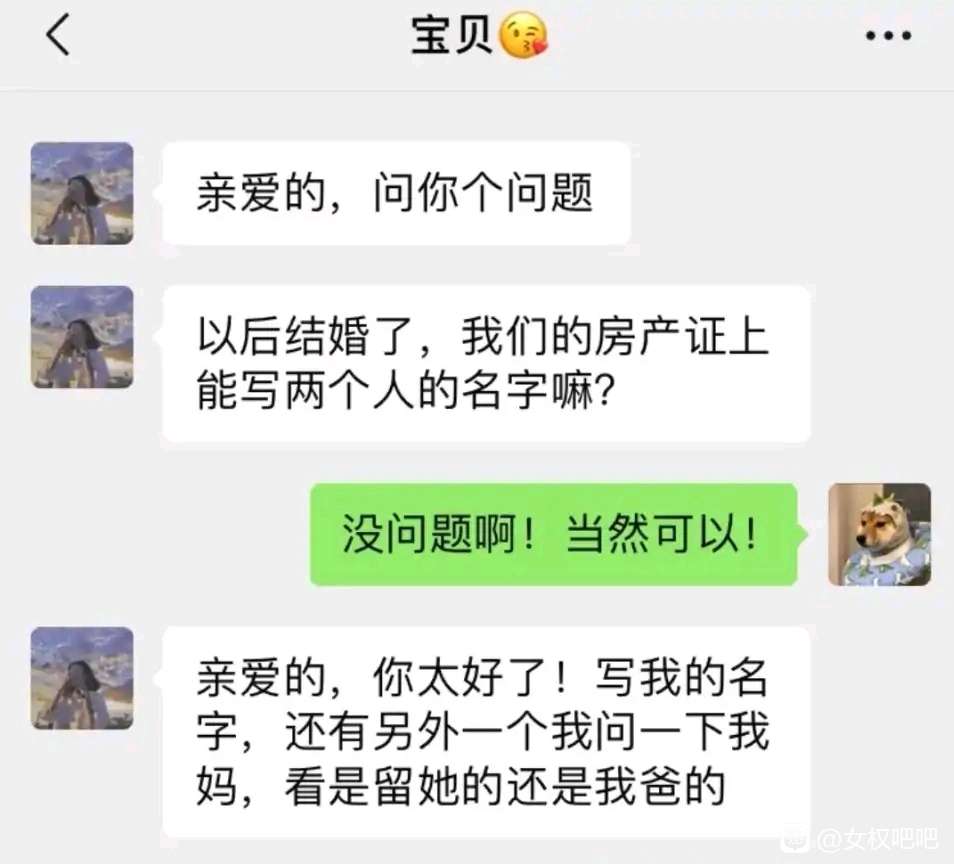 宝贝😘
亲爱的，问你个问题
以后结婚了，我们的房产证上
能写两个人的名字嘛？
没问题啊！当然可以！
亲爱的，你太好了！写我的名
字，还有另外一个我问一下我
妈，看是留她的还是我爸的
@女权吧吧